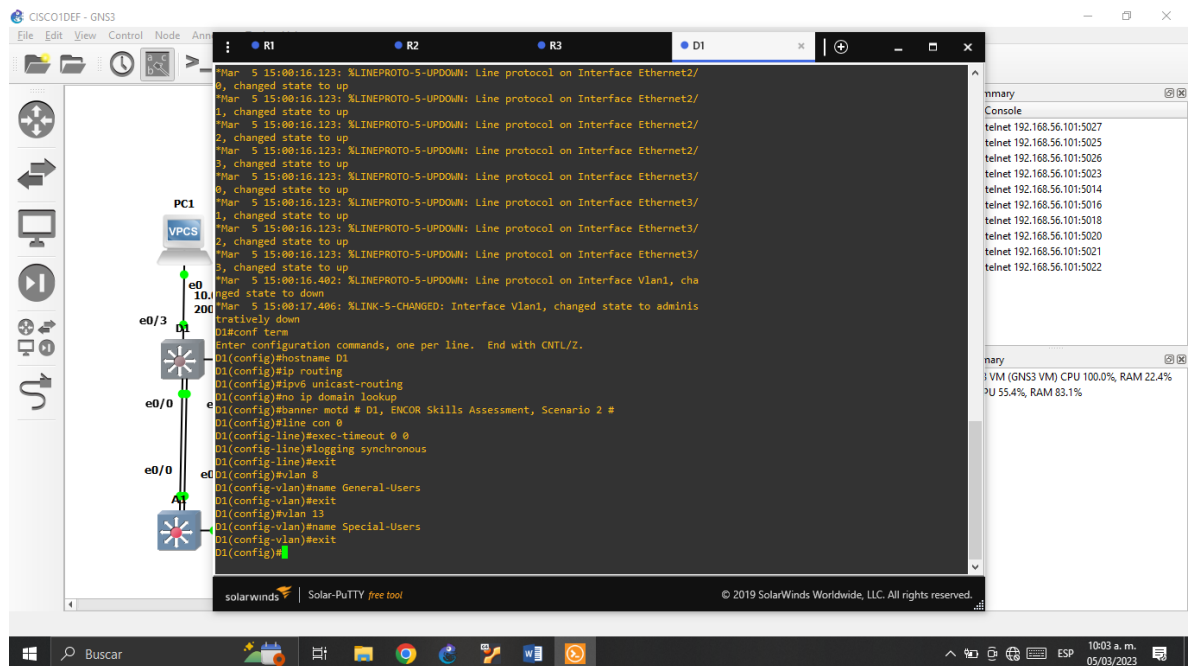 CISCO1DEF - GNS3
File Edit View Control Node Ann
R1 R2 R3 D1
*Mar  5 15:00:16.123: %LINEPROTO-5-UPDOWN: Line protocol on Interface Ethernet2/
0, changed state to up
*Mar  5 15:00:16.123: %LINEPROTO-5-UPDOWN: Line protocol on Interface Ethernet2/
1, changed state to up
*Mar  5 15:00:16.123: %LINEPROTO-5-UPDOWN: Line protocol on Interface Ethernet2/
2, changed state to up
*Mar  5 15:00:16.123: %LINEPROTO-5-UPDOWN: Line protocol on Interface Ethernet2/
3, changed state to up
*Mar  5 15:00:16.123: %LINEPROTO-5-UPDOWN: Line protocol on Interface Ethernet3/
0, changed state to up
*Mar  5 15:00:16.123: %LINEPROTO-5-UPDOWN: Line protocol on Interface Ethernet3/
1, changed state to up
*Mar  5 15:00:16.123: %LINEPROTO-5-UPDOWN: Line protocol on Interface Ethernet3/
2, changed state to up
*Mar  5 15:00:16.123: %LINEPROTO-5-UPDOWN: Line protocol on Interface Ethernet3/
3, changed state to up
*Mar  5 15:00:16.402: %LINEPROTO-5-UPDOWN: Line protocol on Interface Vlan1, cha
nged state to down
*Mar  5 15:00:17.406: %LINK-5-CHANGED: Interface Vlan1, changed state to adminis
tratively down
D1#conf term
Enter configuration commands, one per line.  End with CNTL/Z.
D1(config)#hostname D1
D1(config)#ip routing
D1(config)#ipv6 unicast-routing
D1(config)#no ip domain lookup
D1(config)#banner motd # D1, ENCOR Skills Assessment, Scenario 2 #
D1(config)#line con 0
D1(config-line)#exec-timeout 0 0
D1(config-line)#logging synchronous
D1(config-line)#exit
D1(config)#vlan 8
D1(config-vlan)#name General-Users
D1(config-vlan)#exit
D1(config)#vlan 13
D1(config-vlan)#name Special-Users
D1(config-vlan)#exit
D1(config)#
solarwinds Solar-PuTTY free tool © 2019 SolarWinds Worldwide, LLC. All rights reserved.
PC1
VPCS
e0
10.0
200
e0/3
D1
e0/0
e
e0/0
e0
A1
mmary
Console
telnet 192.168.56.101:5027
telnet 192.168.56.101:5025
telnet 192.168.56.101:5026
telnet 192.168.56.101:5023
telnet 192.168.56.101:5014
telnet 192.168.56.101:5016
telnet 192.168.56.101:5018
telnet 192.168.56.101:5020
telnet 192.168.56.101:5021
telnet 192.168.56.101:5022
mary
VM (GNS3 VM) CPU 100.0%, RAM 22.4%
PU 55.4%, RAM 83.1%
Buscar
ESP
10:03 a. m.
05/03/2023